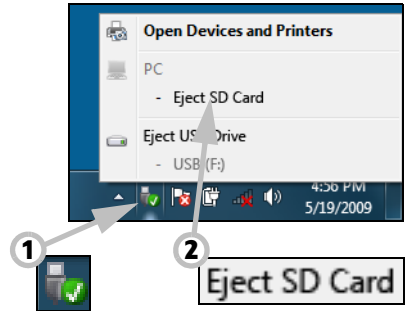 Open Devices and Printers
PC
- Eject SD Card
Eject USB Drive
- USB (F:)
4:56 PM
5/19/2009
1
2
Eject SD Card